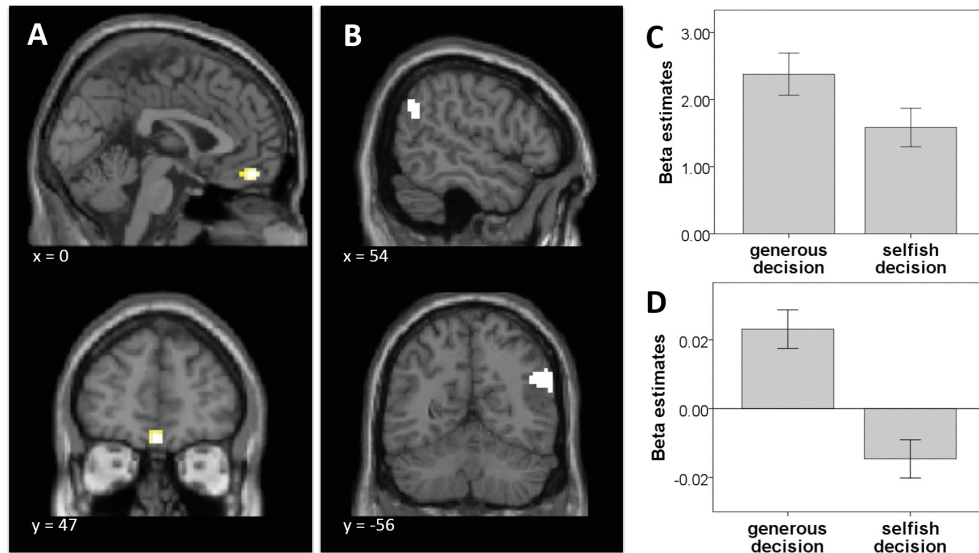 A
x = 0
y = 47
B
x = 54
y = -56
C
Beta estimates
3.00
2.00
1.00
0.00
generous
decision
selfish
decision
D
Beta estimates
0.02
0.00
-0.02
generous
decision
selfish
decision